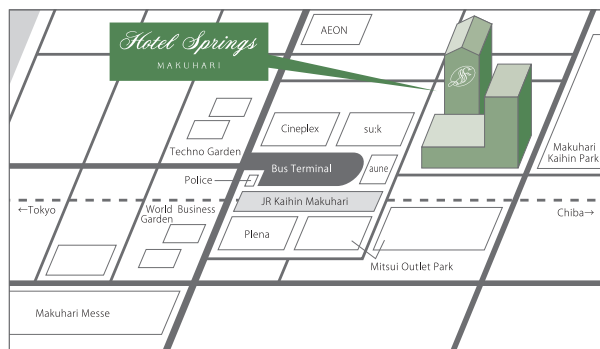 Hotel Springs
MAKUHARI
AEON
Cineplex
su:k
Techno Garden
Makuhari
Kaihin Park
Bus Terminal
aune
Police
JR Kaihin Makuhari
←Tokyo
World Business
Garden
Chiba→
Plena
Mitsui Outlet Park
Makuhari Messe